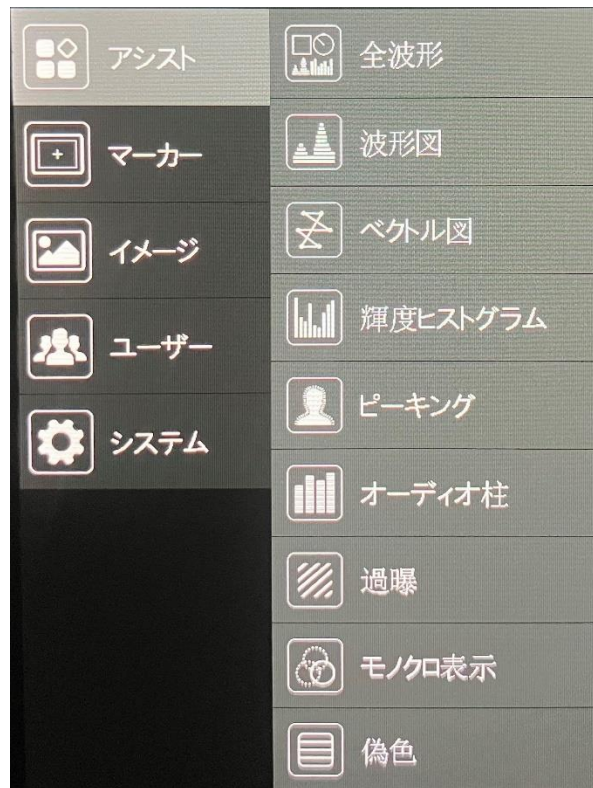 アシスト
マーカー
イメージ
ユーザー
システム
全波形
波形図
ベクトル図
輝度ヒストグラム
ピーキング
オーディオ柱
過曝
モノクロ表示
偽色